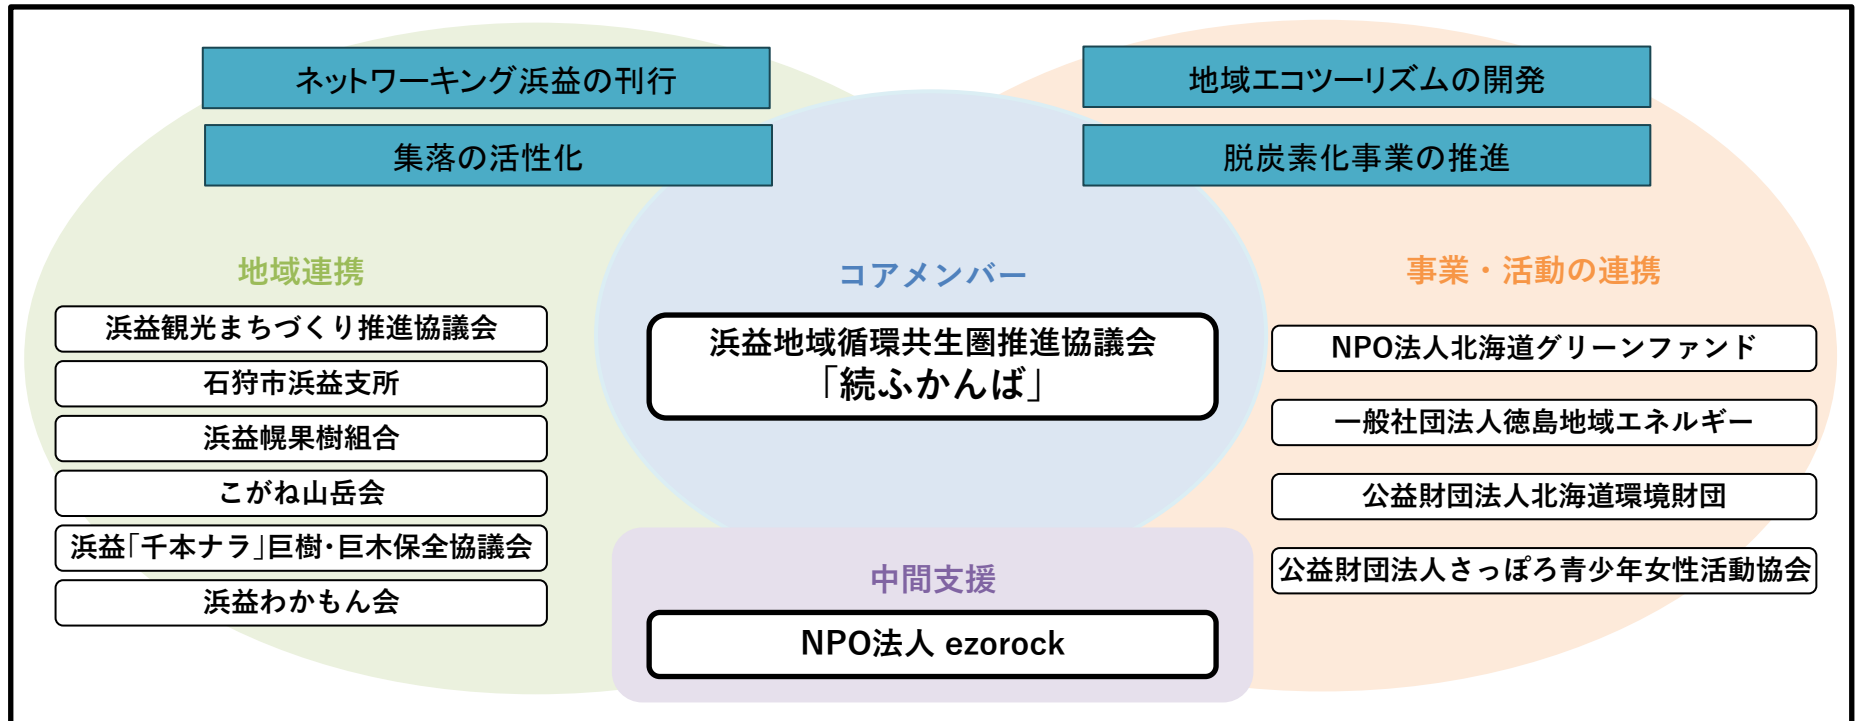 ネットワーキング浜益の刊行
集落の活性化
地域エコツーリズムの開発
脱炭素化事業の推進
地域連携
浜益観光まちづくり推進協議会
石狩市浜益支所
浜益幌果樹組合
こがね山岳会
浜益「千本ナラ」巨樹・巨木保全協議会
浜益わかもん会
コアメンバー
浜益地域循環共生圏推進協議会
「続ふかんば」
中間支援
NPO法人 ezorock
事業・活動の連携
NPO法人北海道グリーンファンド
一般社団法人徳島地域エネルギー
公益財団法人北海道環境財団
公益財団法人さっぽろ青少年女性活動協会